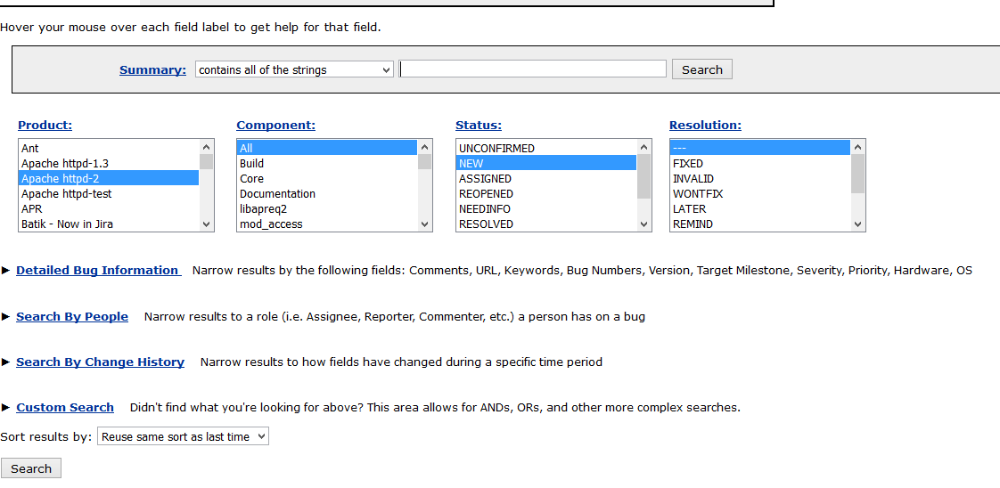 Hover your mouse over each field label to get help for that field.
Summary: contains all of the strings Search
Product: Component: Status: Resolution:
Ant All UNCONFIRMED ---
Apache httpd-1.3 Build NEW FIXED
Apache httpd-2 Core ASSIGNED INVALID
Apache httpd-test Documentation REOPENED WONTFIX
APR libapreq2 NEEDINFO LATER
Batik - Now in Jira mod_access RESOLVED REMIND
Detailed Bug Information Narrow results by the following fields: Comments, URL, Keywords, Bug Numbers, Version, Target Milestone, Severity, Priority, Hardware, OS
Search By People Narrow results to a role (i.e. Assignee, Reporter, Commenter, etc.) a person has on a bug
Search By Change History Narrow results to how fields have changed during a specific time period
Custom Search Didn't find what you're looking for above? This area allows for ANDs, ORs, and other more complex searches.
Sort results by: Reuse same sort as last time
Search